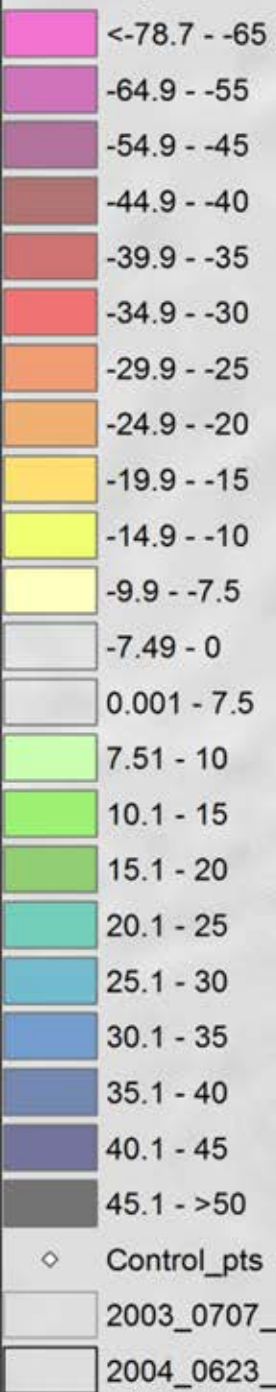 <-78.7 - -65
-64.9 - -55
-54.9 - -45
-44.9 - -40
-39.9 - -35
-34.9 - -30
-29.9 - -25
-24.9 - -20
-19.9 - -15
-14.9 - -10
-9.9 - -7.5
-7.49 - 0
0.001 - 7.5
7.51 - 10
10.1 - 15
15.1 - 20
20.1 - 25
25.1 - 30
30.1 - 35
35.1 - 40
40.1 - 45
45.1 - >50
Control_pts
2003_0707_
2004_0623_